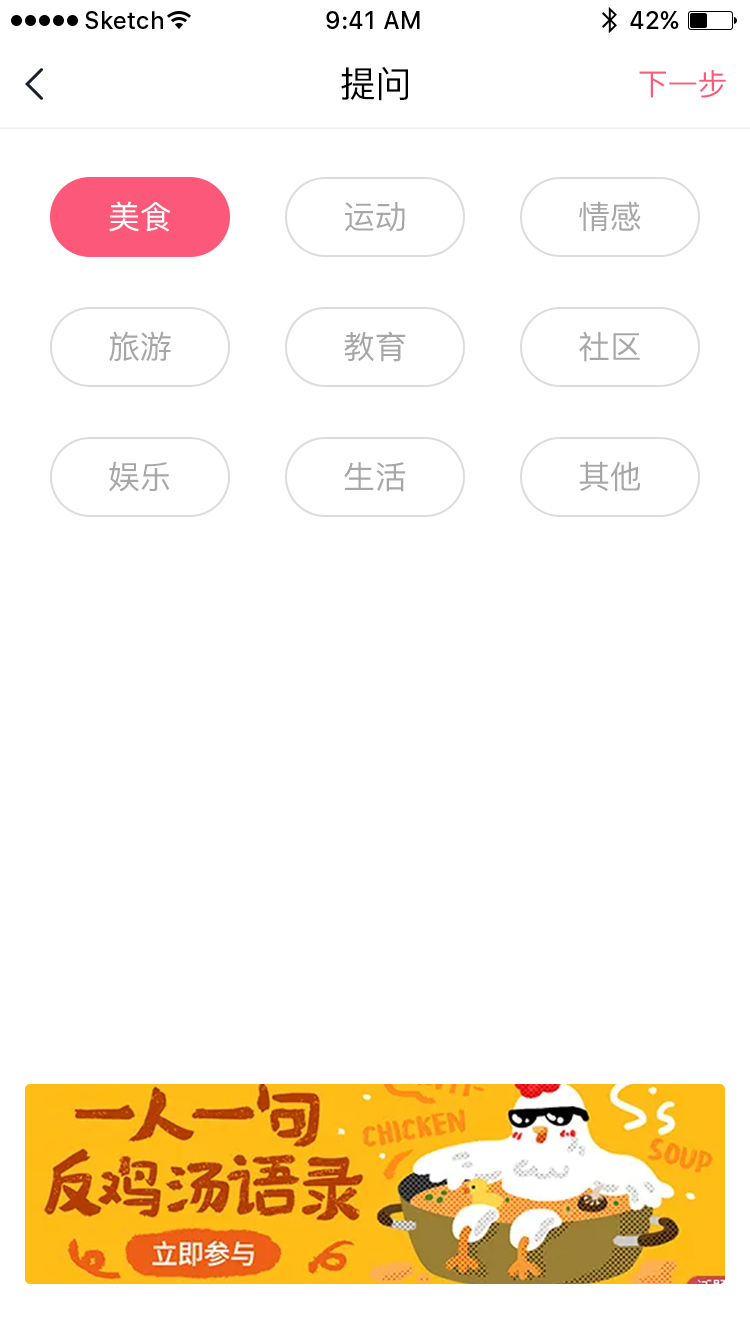 Sketch 9:41 AM 42%
提问 下一步
美食 运动 情感
旅游 教育 社区
娱乐 生活 其他
一人一句
反鸡汤语录
立即参与
CHICKEN
S's
SOUP